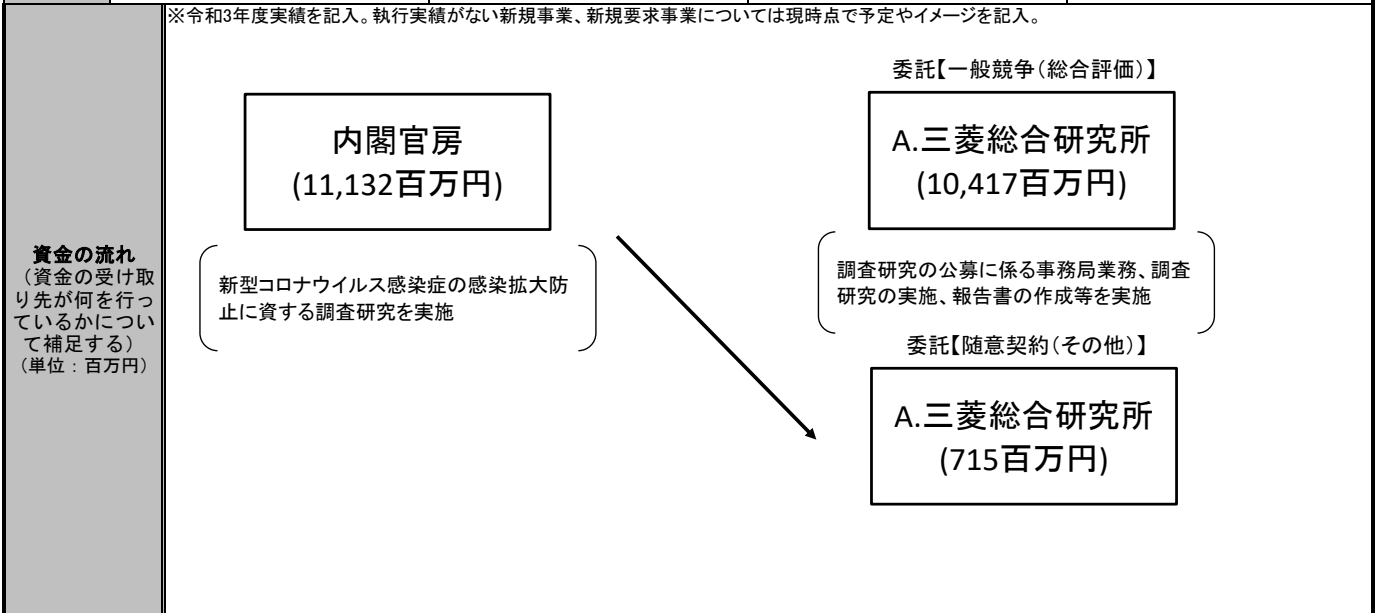 ※令和3年度実績を記入。執行実績がない新規事業、新規要求事業については現時点で予定やイメージを記入。
資金の流れ
（資金の受け取
り先が何を行っ
ているかについ
て補足する）
（単位：百万円）
内閣官房
(11,132百万円)
新型コロナウイルス感染症の感染拡大防
止に資する調査研究を実施
委託【一般競争（総合評価）】
A.三菱総合研究所
(10,417百万円)
調査研究の公募に係る事務局業務、調査
研究の実施、報告書の作成等を実施
委託【随意契約（その他）】
A.三菱総合研究所
(715百万円)